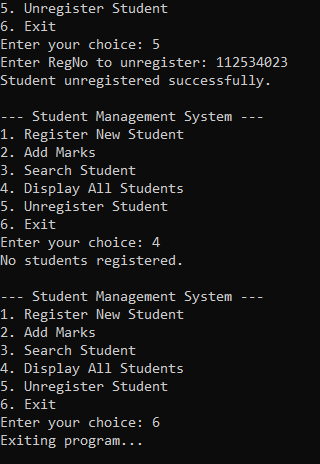 5. Unregister Student
6. Exit
Enter your choice: 5
Enter RegNo to unregister: 112534023
Student unregistered successfully.

--- Student Management System ---
1. Register New Student
2. Add Marks
3. Search Student
4. Display All Students
5. Unregister Student
6. Exit
Enter your choice: 4
No students registered.

--- Student Management System ---
1. Register New Student
2. Add Marks
3. Search Student
4. Display All Students
5. Unregister Student
6. Exit
Enter your choice: 6
Exiting program...